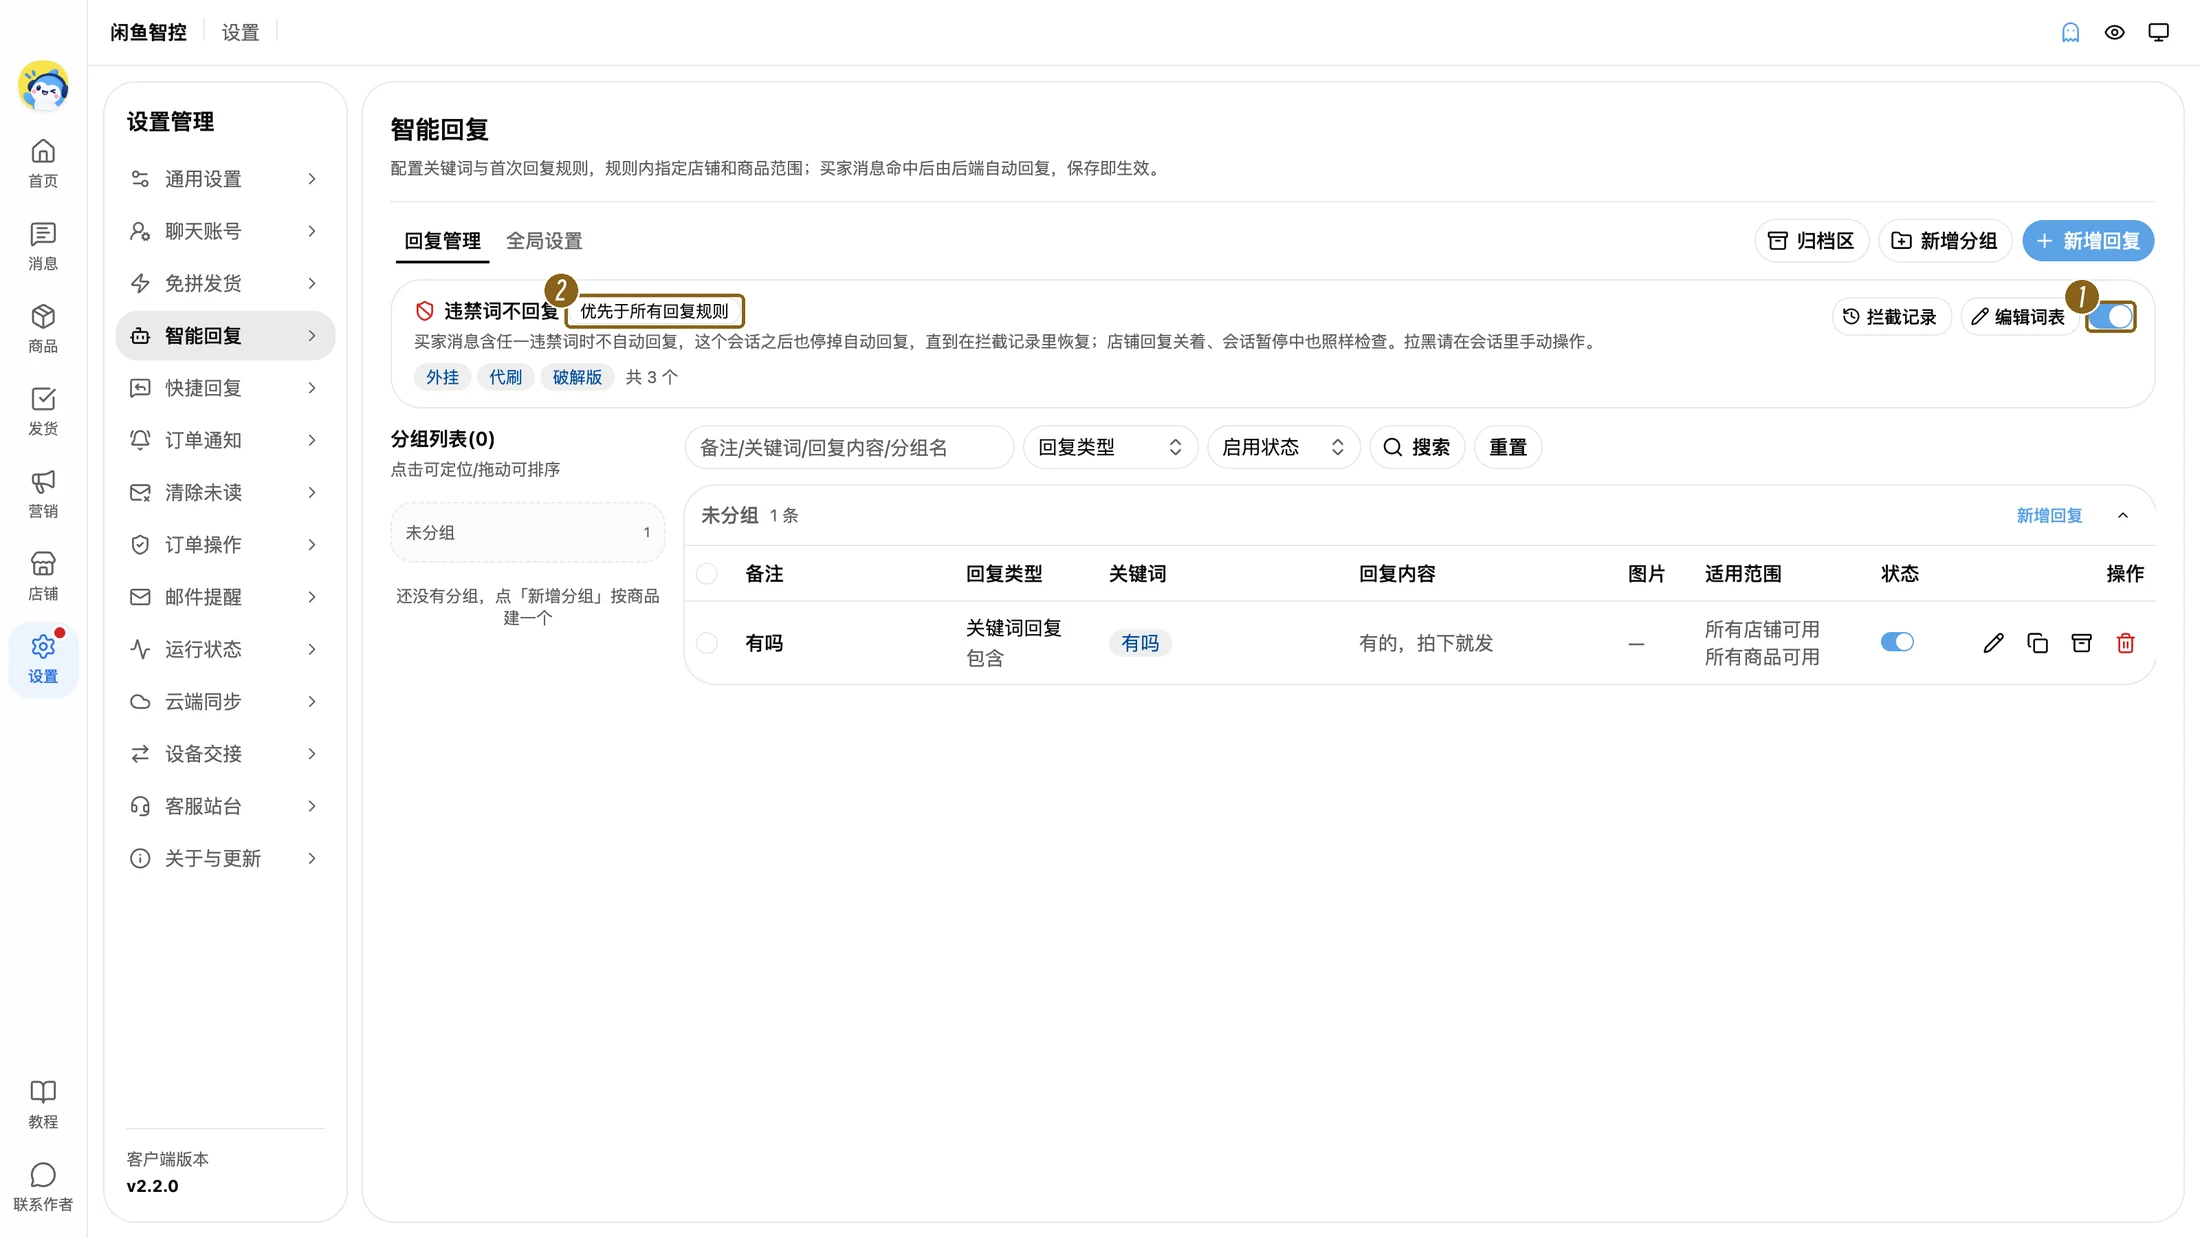 闲鱼智控
设置
首页
消息
商品
发货
营销
店铺
设置
教程
联系作者
设置管理
通用设置
聊天账号
免拼发货
智能回复
快捷回复
订单通知
清除未读
订单操作
邮件提醒
运行状态
云端同步
设备交接
客服站台
关于与更新
客户端版本
v2.2.0
智能回复
配置关键词与首次回复规则，规则内指定店铺和商品范围；买家消息命中后由后端自动回复，保存即生效。
回复管理 全局设置
归档区 新增分组 新增回复
违禁词不回复 2 优先于所有回复规则
拦截记录 编辑词表 1
买家消息含任一违禁词时不自动回复，这个会话之后也停掉自动回复，直到在拦截记录里恢复；店铺回复关着、会话暂停中也照样检查。拉黑请在会话里手动操作。
外挂 代刷 破解版 共 3 个
分组列表(0)
点击可定位/拖动可排序
未分组 1
还没有分组，点「新增分组」按商品
建一个
备注/关键词/回复内容/分组名 回复类型 启用状态 搜索 重置
未分组 1 条 新增回复
备注 回复类型 关键词 回复内容 图片 适用范围 状态 操作
有吗 关键词回复 有吗 有的，拍下就发 — 所有店铺可用
包含 所有商品可用